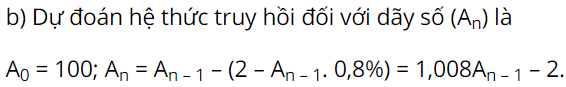 b) Dự đoán hệ thức truy hồi đối với dãy số (Aₙ) là
A₀ = 100; Aₙ = Aₙ ₋ ₁ – (2 – Aₙ ₋ ₁. 0,8%) = 1,008Aₙ ₋ ₁ – 2.